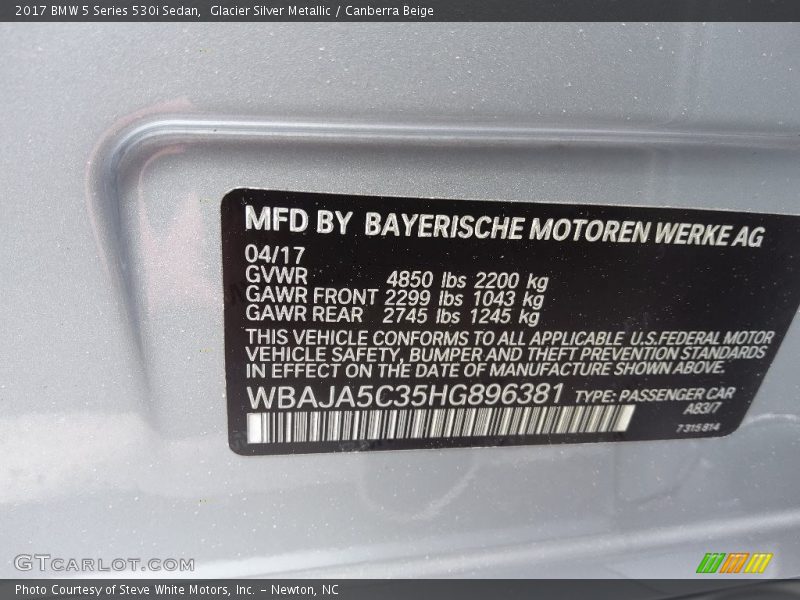 2017 BMW 5 Series 530i Sedan, Glacier Silver Metallic / Canberra Beige
MFD BY BAYERISCHE MOTOREN WERKE AG
04/17
GVWR 4850 lbs 2200 kg
GAWR FRONT 2299 lbs 1043 kg
GAWR REAR 2745 lbs 1245 kg
THIS VEHICLE CONFORMS TO ALL APPLICABLE U.S.FEDERAL MOTOR
VEHICLE SAFETY, BUMPER AND THEFT PREVENTION STANDARDS
IN EFFECT ON THE DATE OF MANUFACTURE SHOWN ABOVE.
WBAJA5C35HG896381 TYPE: PASSENGER CAR
A83/7
7 315 814
GTCARLOT.COM
Photo Courtesy of Steve White Motors, Inc. – Newton, NC